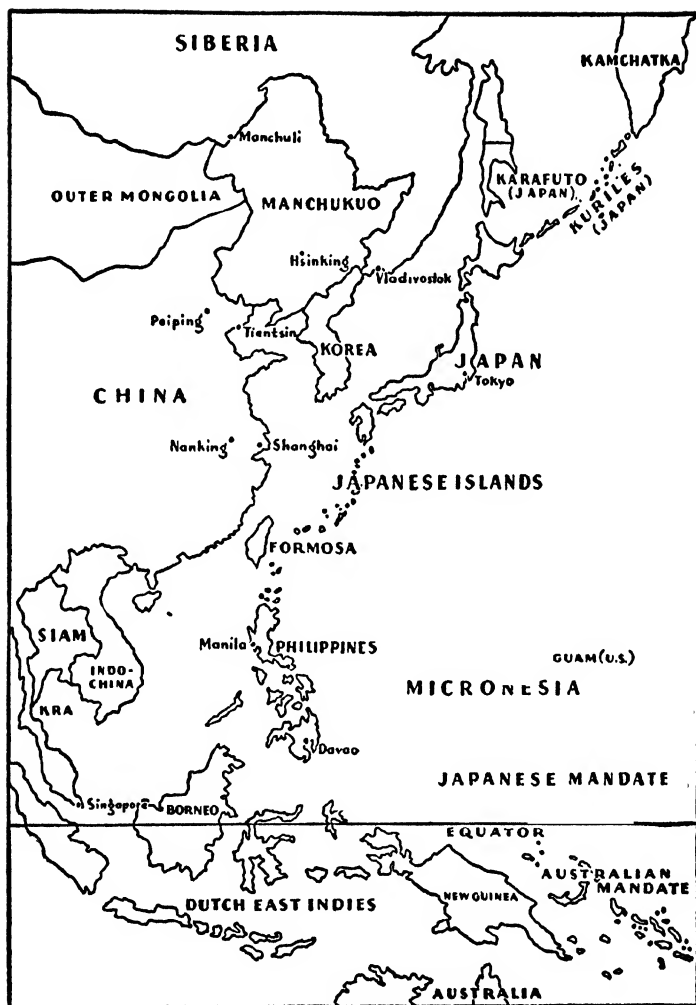 SIBERIA
KAMCHATKA
Manchuli
OUTER MONGOLIA
MANCHUKUO
KARAFUTO
(JAPAN)
KURILES
(JAPAN)
Hsinking
Vladivostok
Peiping
Tientsin
KOREA
JAPAN
Tokyo
CHINA
Nanking
Shanghai
JAPANESE ISLANDS
FORMOSA
SIAM
Manila
PHILIPPINES
INDO-
CHINA
GUAM (U.S.)
KRA
MICRONESIA
Davao
JAPANESE MANDATE
Singapore
BORNEO
EQUATOR
AUSTRALIAN
MANDATE
NEW GUINEA
DUTCH EAST INDIES
AUSTRALIA